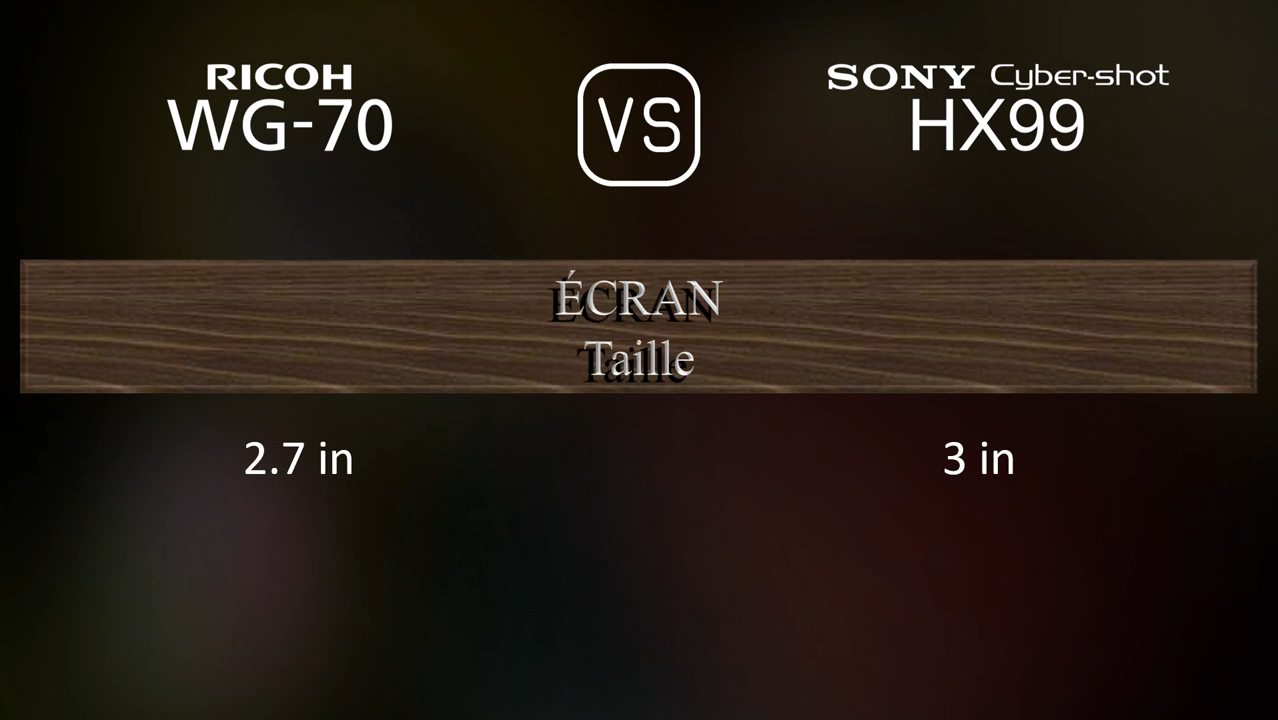 RICOH
WG-70
VS
SONY Cyber-shot
HX99
ÉCRAN
Taille
2.7 in
3 in